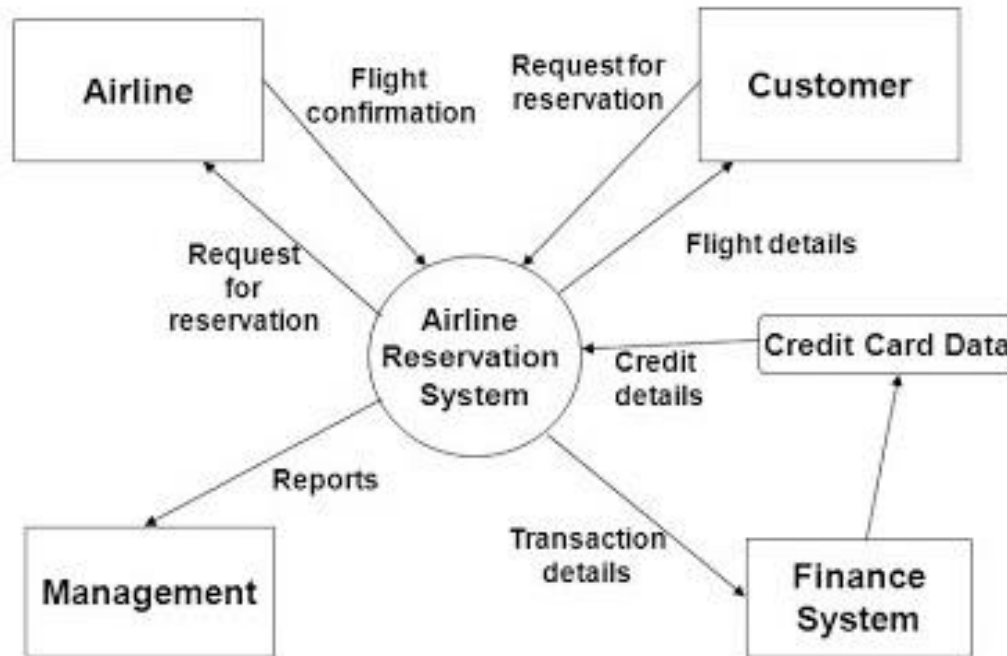 Airline
Flight
confirmation
Request for
reservation
Customer
Request
for
reservation
Flight details
Airline
Reservation
System
Credit Card Data
Credit
details
Reports
Transaction
details
Management
Finance
System